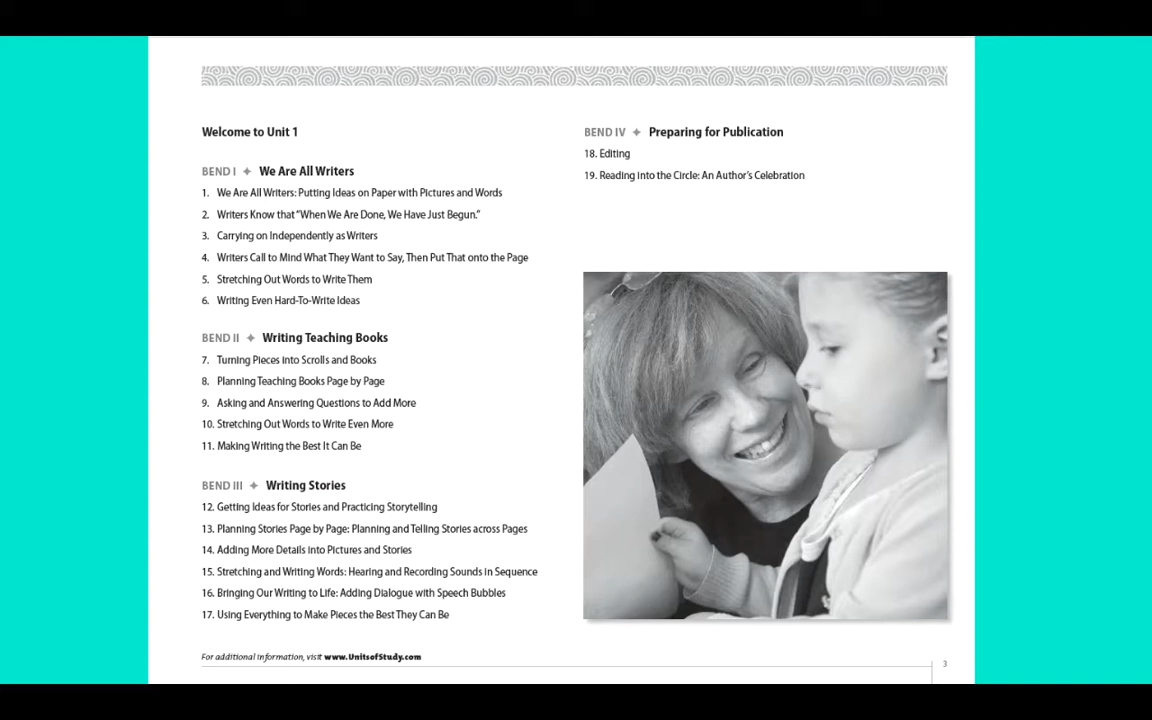 Welcome to Unit 1
BEND I ✦ We Are All Writers
1. We Are All Writers: Putting Ideas on Paper with Pictures and Words
2. Writers Know that “When We Are Done, We Have Just Begun.”
3. Carrying on Independently as Writers
4. Writers Call to Mind What They Want to Say, Then Put That onto the Page
5. Stretching Out Words to Write Them
6. Writing Even Hard-To-Write Ideas
BEND II ✦ Writing Teaching Books
7. Turning Pieces into Scrolls and Books
8. Planning Teaching Books Page by Page
9. Asking and Answering Questions to Add More
10. Stretching Out Words to Write Even More
11. Making Writing the Best It Can Be
BEND III ✦ Writing Stories
12. Getting Ideas for Stories and Practicing Storytelling
13. Planning Stories Page by Page: Planning and Telling Stories across Pages
14. Adding More Details into Pictures and Stories
15. Stretching and Writing Words: Hearing and Recording Sounds in Sequence
16. Bringing Our Writing to Life: Adding Dialogue with Speech Bubbles
17. Using Everything to Make Pieces the Best They Can Be
BEND IV ✦ Preparing for Publication
18. Editing
19. Reading into the Circle: An Author’s Celebration
For additional information, visit www.UnitsofStudy.com
3